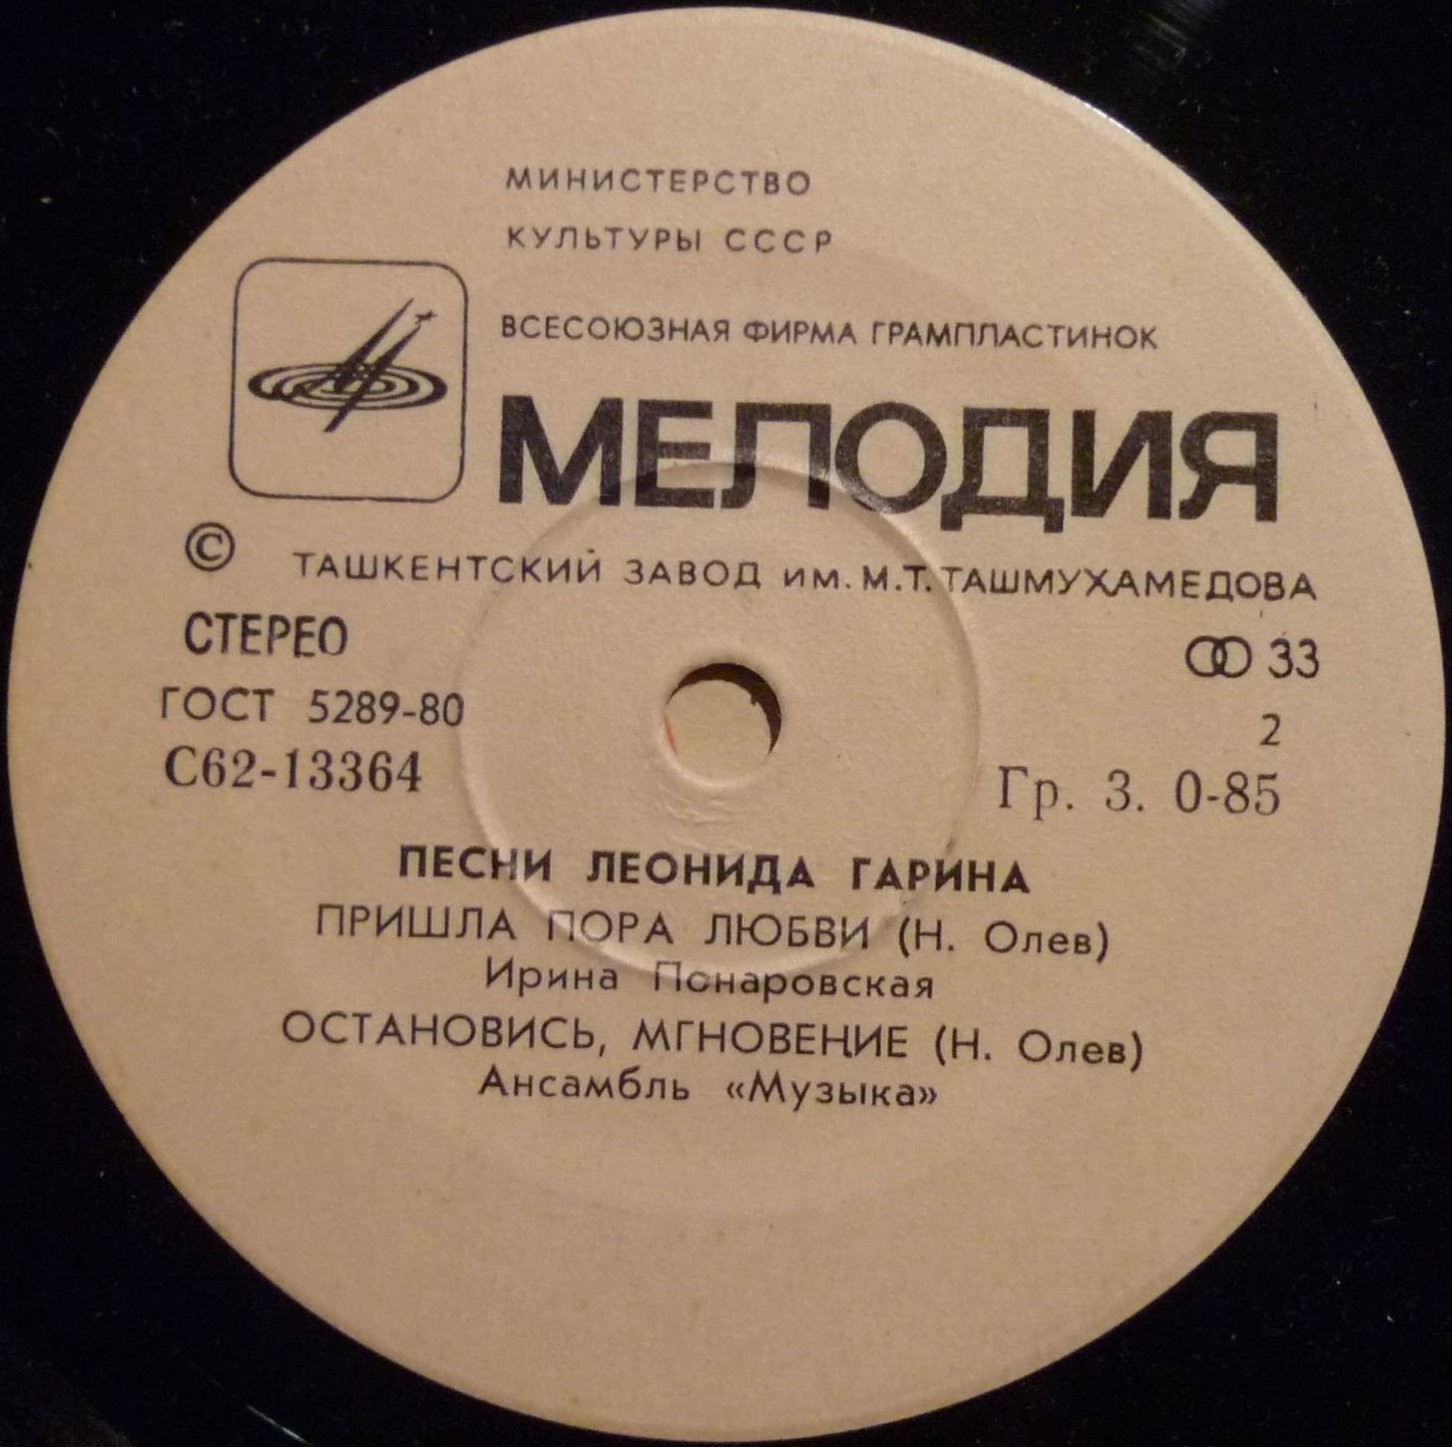 МИНИСТЕРСТВО
КУЛЬТУРЫ СССР
ВСЕСОЮЗНАЯ ФИРМА ГРАМПЛАСТИНОК
МЕЛОДИЯ
© ТАШКЕНТСКИЙ ЗАВОД ИМ. М.Т. ТАШМУХАМЕДОВА
СТЕРЕО
33
ГОСТ 5289-80
2
С62-13364
Гр. 3. 0-85
ПЕСНИ ЛЕОНИДА ГАРИНА
ПРИШЛА ПОРА ЛЮБВИ (Н. Олев)
Ирина Понаровская
ОСТАНОВИСЬ, МГНОВЕНИЕ (Н. Олев)
Ансамбль «Музыка»